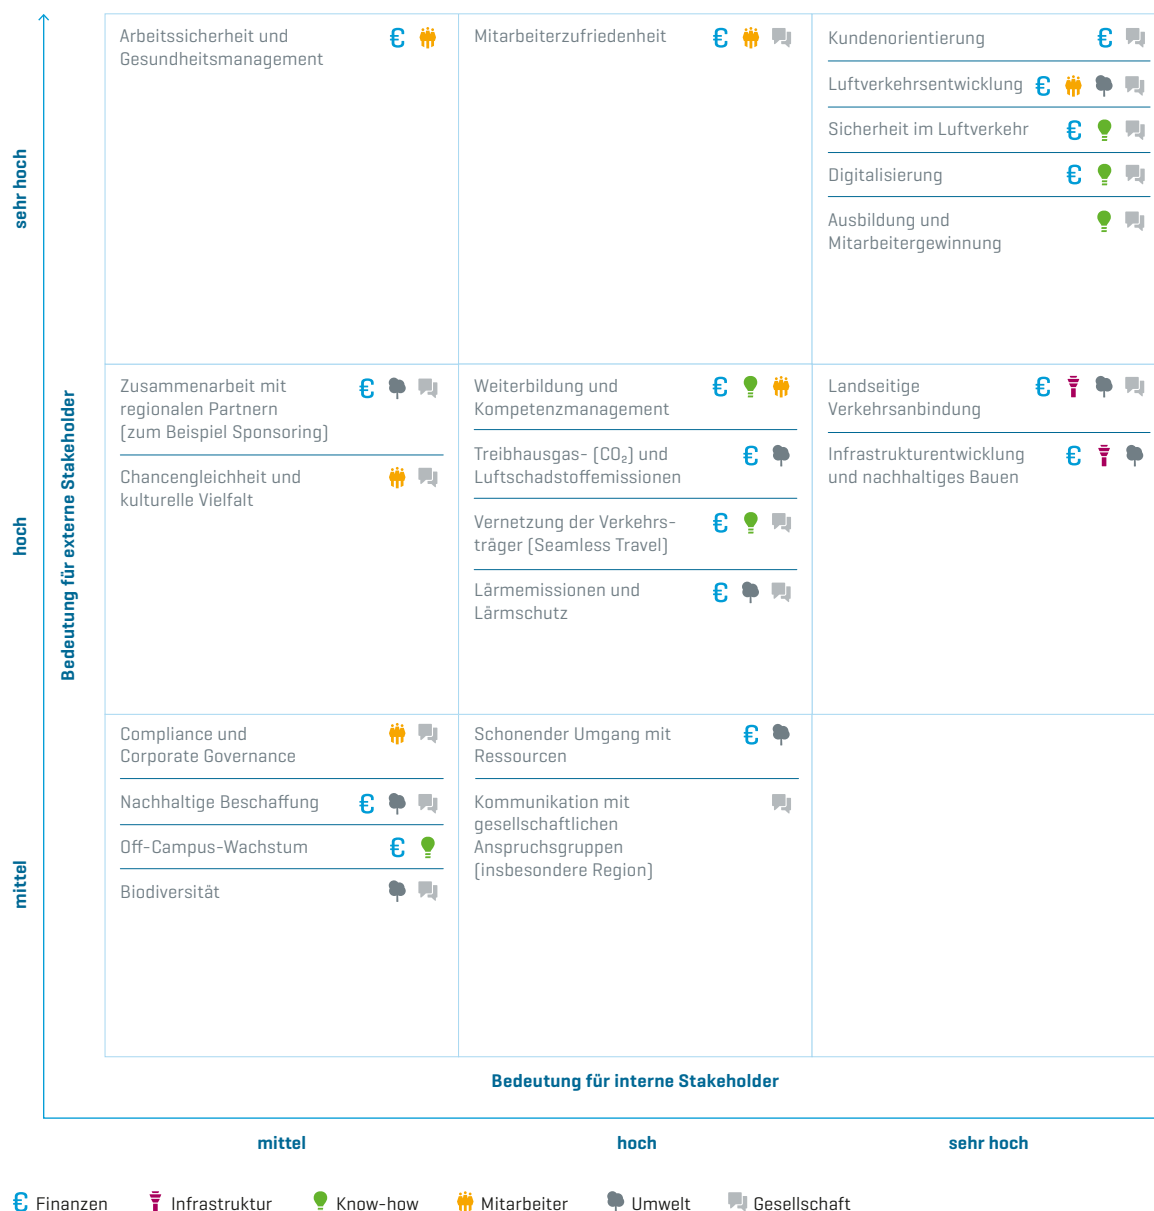 sehr hoch
hoch
mittel
Bedeutung für externe Stakeholder
Arbeitssicherheit und
Gesundheitsmanagement
Mitarbeiterzufriedenheit
Kundenorientierung
Luftverkehrsentwicklung
Sicherheit im Luftverkehr
Digitalisierung
Ausbildung und
Mitarbeitergewinnung
Zusammenarbeit mit
regionalen Partnern
(zum Beispiel Sponsoring)
Chancengleichheit und
kulturelle Vielfalt
Weiterbildung und
Kompetenzmanagement
Treibhausgas- (CO₂) und
Luftschadstoffemissionen
Vernetzung der Verkehrs-
träger (Seamless Travel)
Lärmemissionen und
Lärmschutz
Landseitige
Verkehrsanbindung
Infrastrukturentwicklung
und nachhaltiges Bauen
Compliance und
Corporate Governance
Nachhaltige Beschaffung
Off-Campus-Wachstum
Biodiversität
Schonender Umgang mit
Ressourcen
Kommunikation mit
gesellschaftlichen
Anspruchsgruppen
(insbesondere Region)
Bedeutung für interne Stakeholder
mittel
hoch
sehr hoch
€ Finanzen
Infrastruktur
Know-how
Mitarbeiter
Umwelt
Gesellschaft